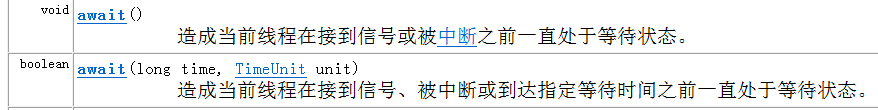 void await()
造成当前线程在接到信号或被中断之前一直处于等待状态。
boolean await(long time, TimeUnit unit)
造成当前线程在接到信号、被中断或到达指定等待时间之前一直处于等待状态。